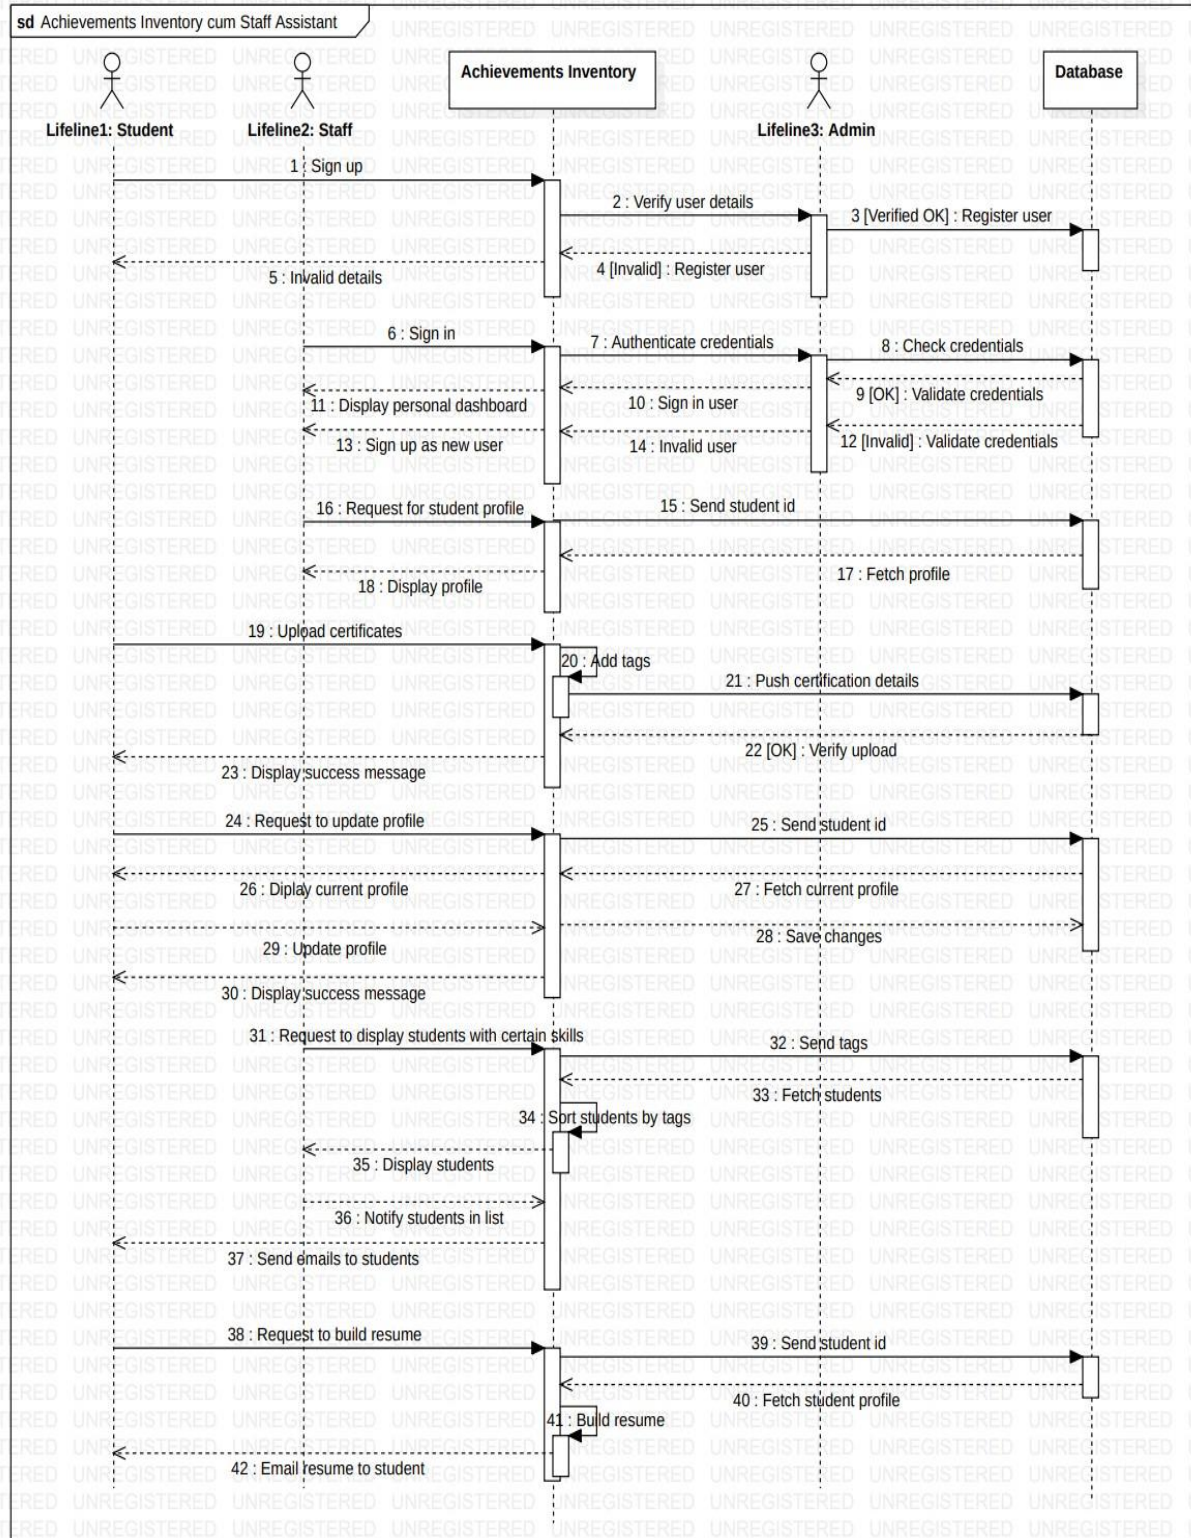 sd Achievements Inventory cum Staff Assistant
Achievements Inventory
Database
Lifeline1: Student
Lifeline2: Staff
Lifeline3: Admin
1 : Sign up
2 : Verify user details
3 [Verified OK] : Register user
4 [Invalid] : Register user
5 : Invalid details
6 : Sign in
7 : Authenticate credentials
8 : Check credentials
9 [OK] : Validate credentials
10 : Sign in user
11 : Display personal dashboard
12 [Invalid] : Validate credentials
13 : Sign up as new user
14 : Invalid user
15 : Send student id
16 : Request for student profile
17 : Fetch profile
18 : Display profile
19 : Upload certificates
20 : Add tags
21 : Push certification details
22 [OK] : Verify upload
23 : Display success message
24 : Request to update profile
25 : Send student id
26 : Diplay current profile
27 : Fetch current profile
28 : Save changes
29 : Update profile
30 : Display success message
31 : Request to display students with certain skills
32 : Send tags
33 : Fetch students
34 : Sort students by tags
35 : Display students
36 : Notify students in list
37 : Send emails to students
38 : Request to build resume
39 : Send student id
40 : Fetch student profile
41 : Build resume
42 : Email resume to student
UNREGISTERED